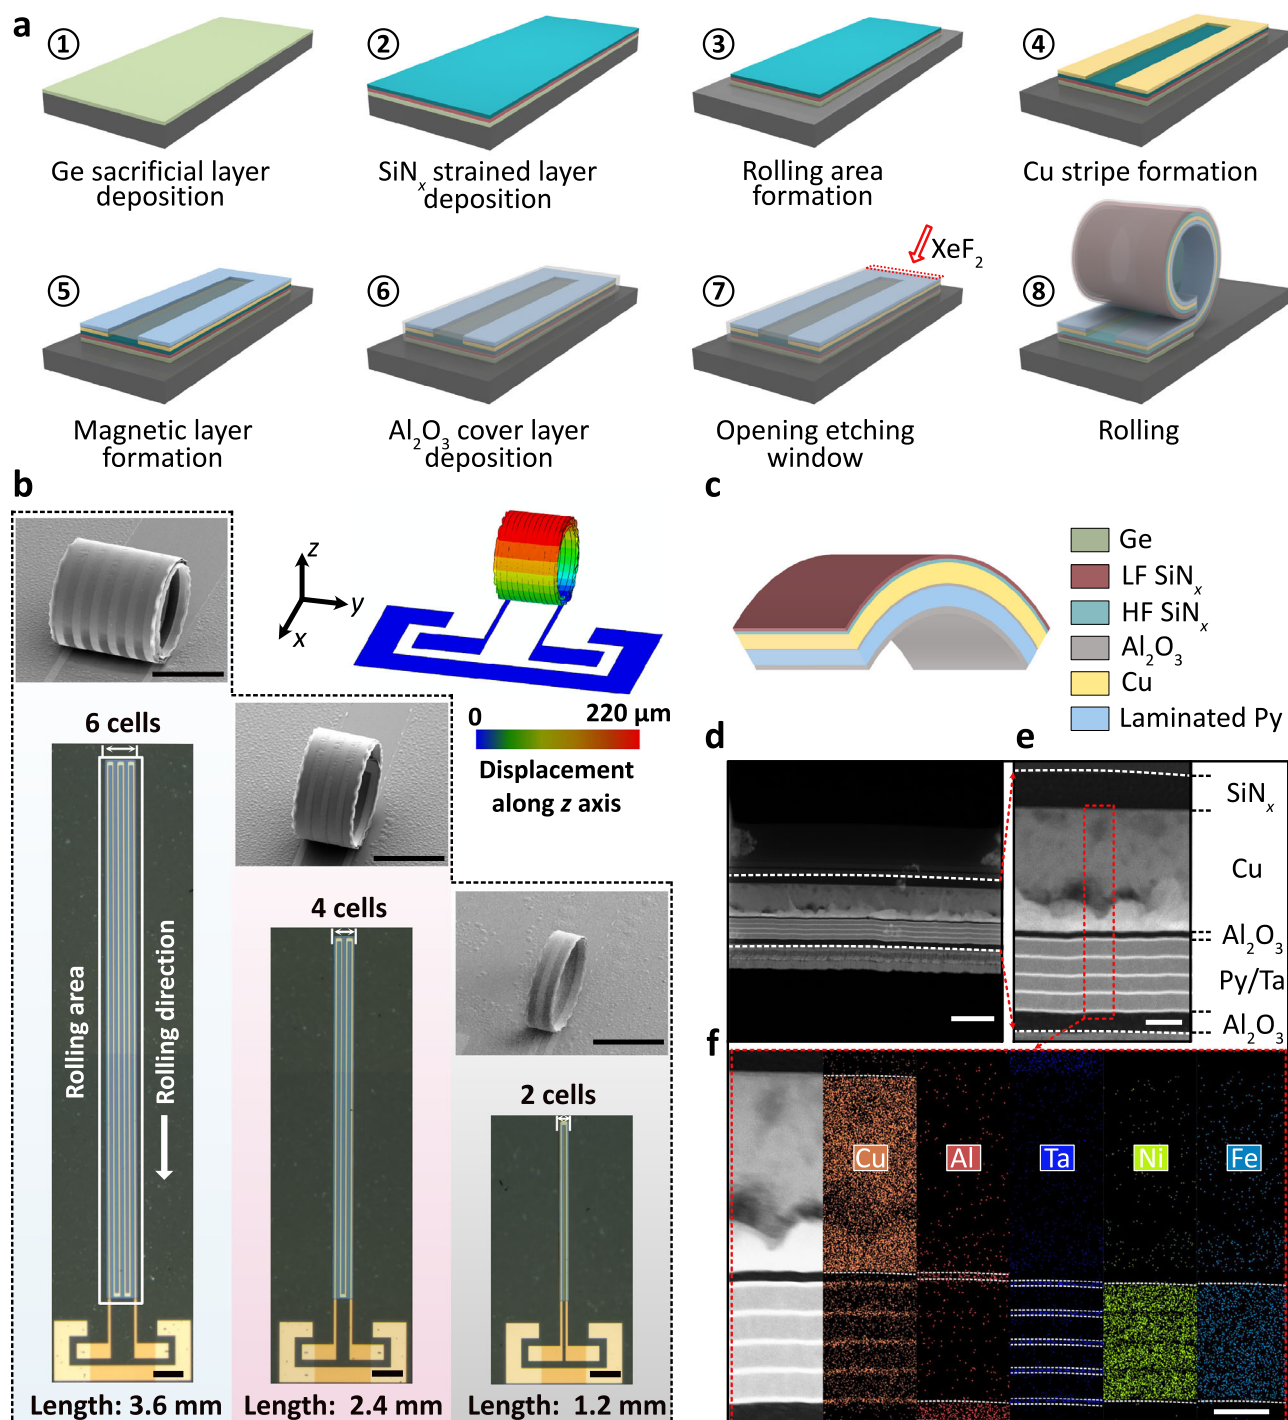 a
① ② ③ ④
Ge sacrificial layer
deposition
SiNₓ strained layer
deposition
Rolling area
formation
Cu stripe formation
⑤ ⑥ ⑦ XeF₂ ⑧
Magnetic layer
formation
Al₂O₃ cover layer
deposition
Opening etching
window
Rolling
b
z
y
x
0 220 μm
Displacement
along z axis
6 cells
Rolling area
Rolling direction
Length: 3.6 mm
4 cells
Length: 2.4 mm
2 cells
Length: 1.2 mm
c
Ge
LF SiNₓ
HF SiNₓ
Al₂O₃
Cu
Laminated Py
d
e
SiNₓ
Cu
Al₂O₃
Py/Ta
Al₂O₃
f
Cu Al Ta Ni Fe